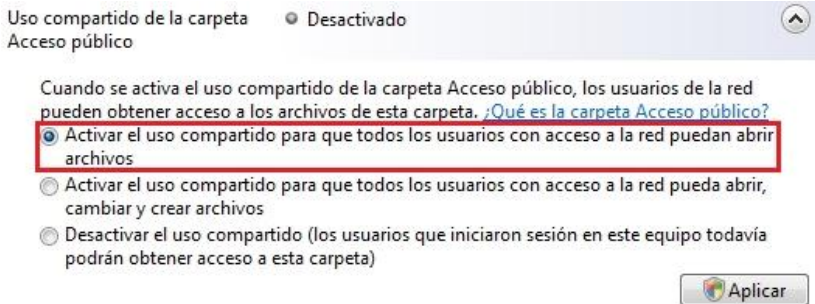 Uso compartido de la carpeta Desactivado
Acceso público
Cuando se activa el uso compartido de la carpeta Acceso público, los usuarios de la red
pueden obtener acceso a los archivos de esta carpeta. ¿Qué es la carpeta Acceso público?
Activar el uso compartido para que todos los usuarios con acceso a la red puedan abrir
archivos
Activar el uso compartido para que todos los usuarios con acceso a la red pueda abrir,
cambiar y crear archivos
Desactivar el uso compartido (los usuarios que iniciaron sesión en este equipo todavía
podrán obtener acceso a esta carpeta)
Aplicar